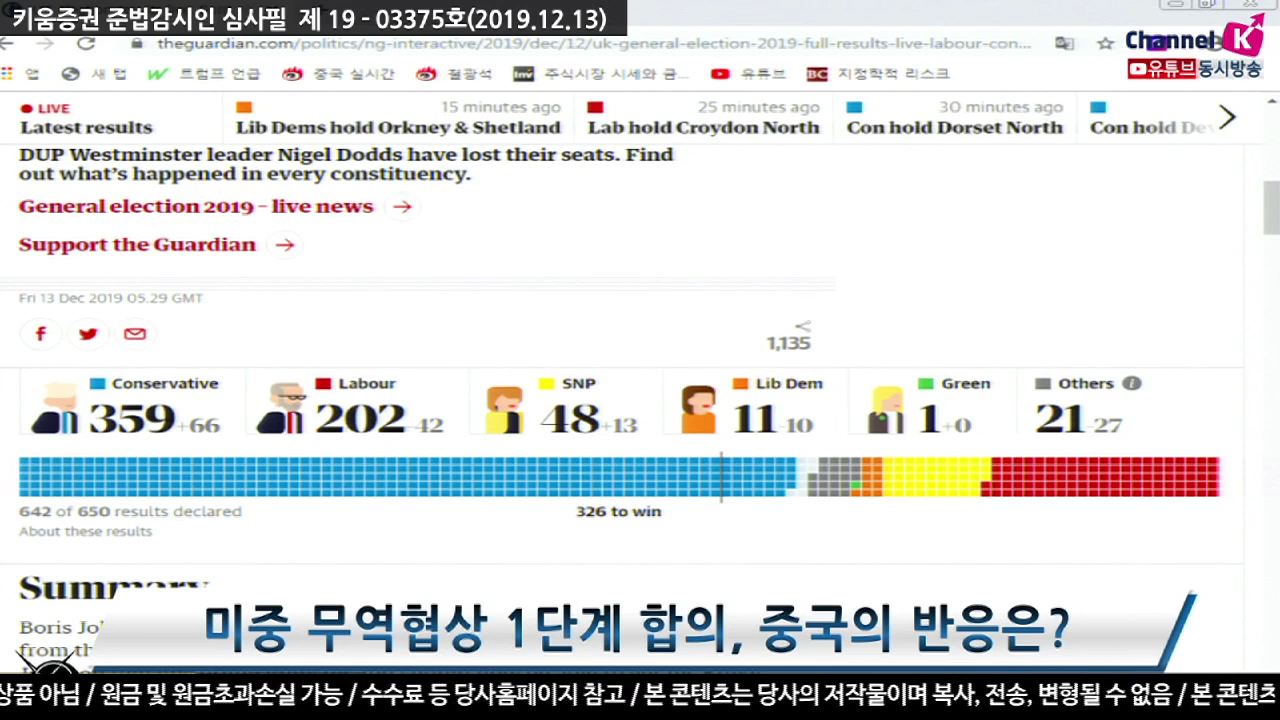 키움증권 준법감시인 심사필 제 19 - 03375호(2019.12.13)
theguardian.com/politics/ng-interactive/2019/dec/12/uk-general-election-2019-full-results-live-labour-con...
Channel K
유튜브동시방송
앱 새 탭 트럼프 언급 중국 실시간 철광석 Inv 주식시장 시세와 금... 유튜브 BC 지정학적 리스크
LIVE
Latest results
15 minutes ago
Lib Dems hold Orkney & Shetland
25 minutes ago
Lab hold Croydon North
30 minutes ago
Con hold Dorset North
Con hold
DUP Westminster leader Nigel Dodds have lost their seats. Find
out what's happened in every constituency.
General election 2019 – live news
Support the Guardian
Fri 13 Dec 2019 05.29 GMT
1,135
Conservative
359 +66
Labour
202 -42
SNP
48 +13
Lib Dem
11 -10
Green
1 +0
Others
21 -27
642 of 650 results declared
326 to win
About these results
Summary
Boris
from
미중 무역협상 1단계 합의, 중국의 반응은?
상품 아님 / 원금 및 원금초과손실 가능 / 수수료 등 당사홈페이지 참고 / 본 콘텐츠는 당사의 저작물이며 복사, 전송, 변형될 수 없음 / 본 콘텐츠